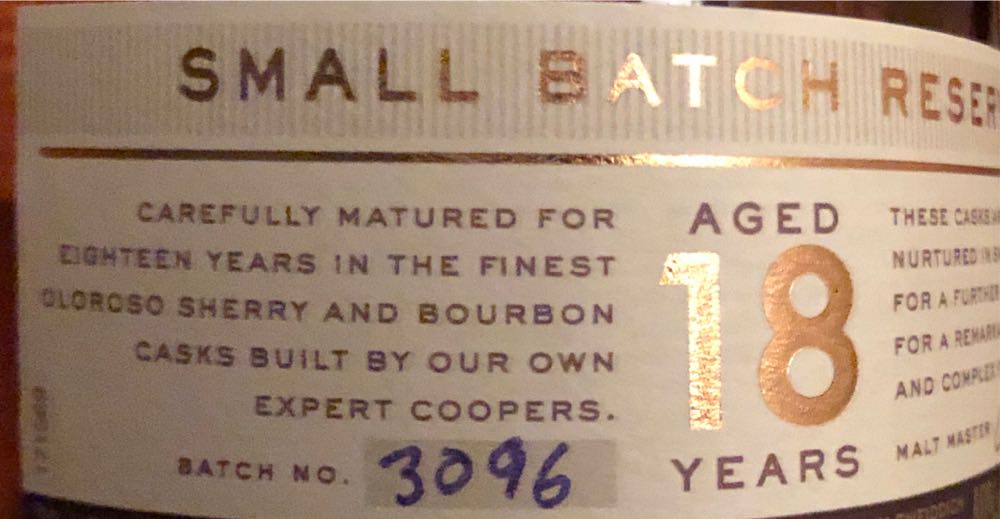 SMALL BATCH RESER
CAREFULLY MATURED FOR
EIGHTEEN YEARS IN THE FINEST
OLOROSO SHERRY AND BOURBON
CASKS BUILT BY OUR OWN
EXPERT COOPERS.
BATCH NO. 3096
AGED
18
YEARS
THESE CASKS
NURTURED IN
FOR A FURTHER
FOR A REMARK
AND COMPLEX
MALT MASTER